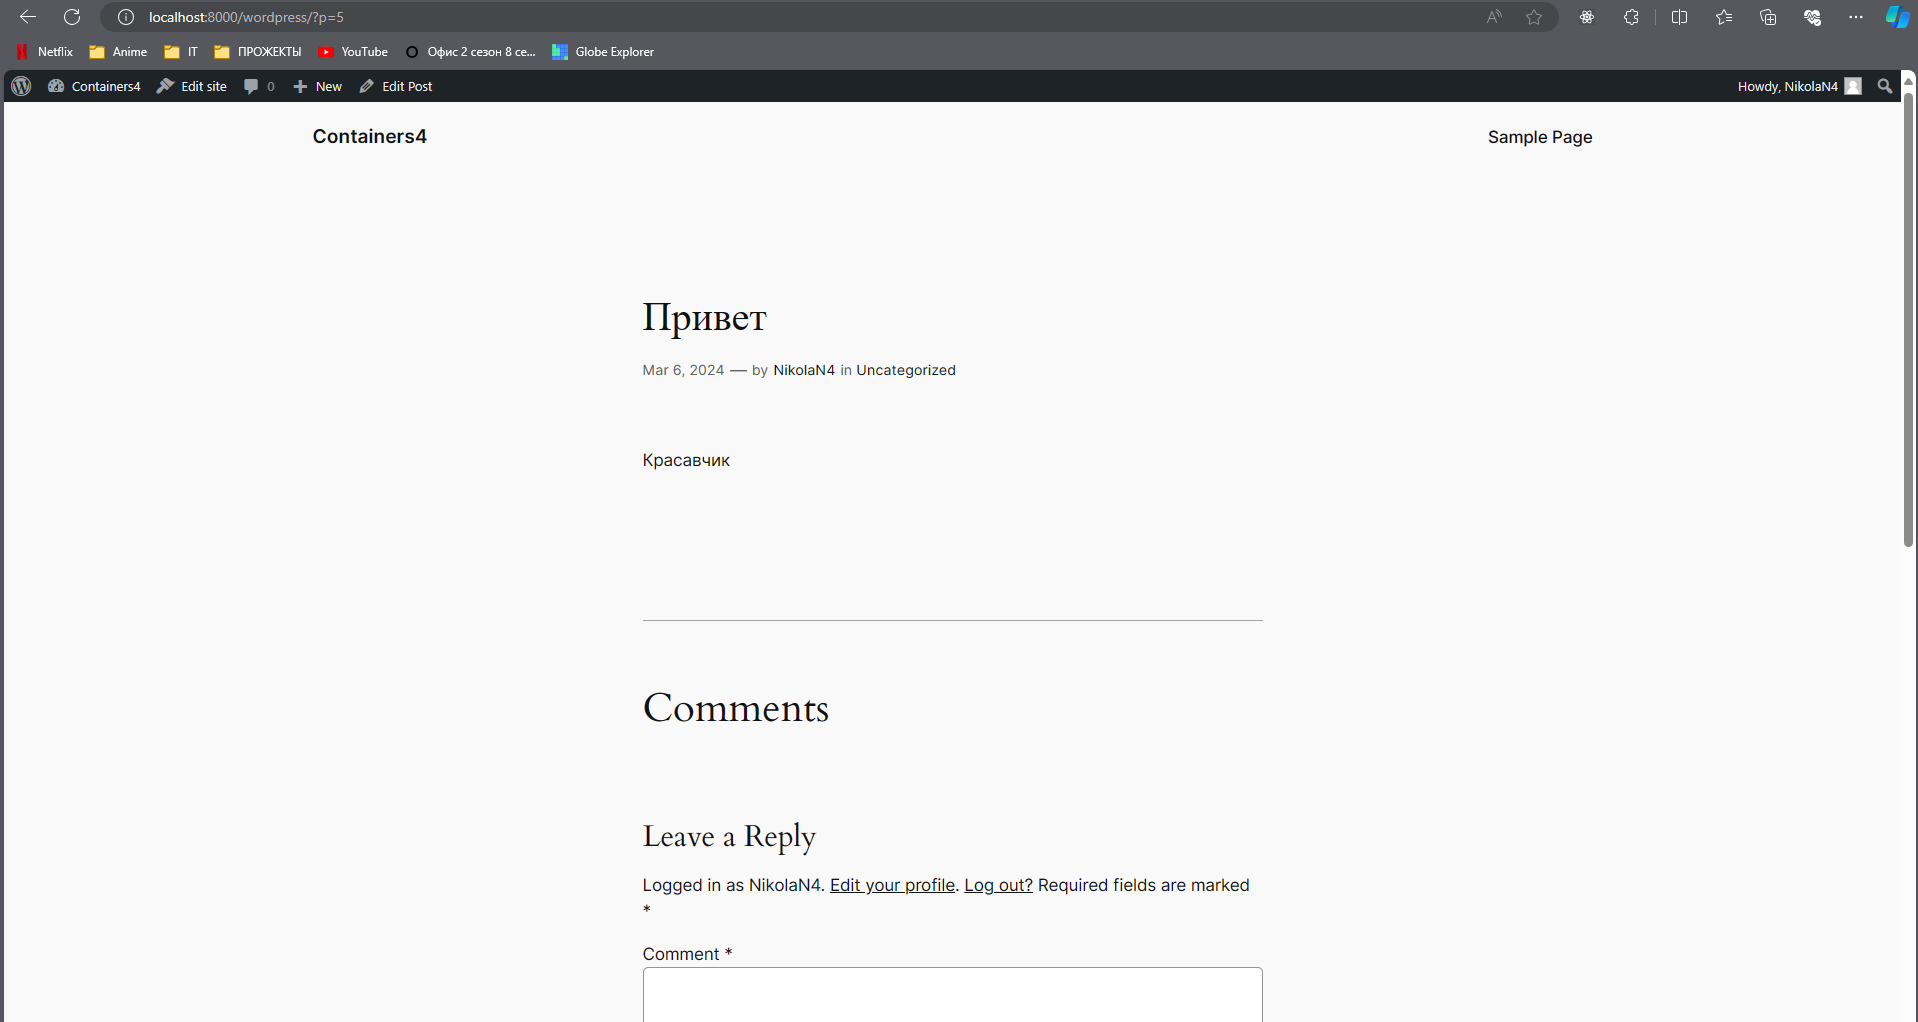 localhost:8000/wordpress/?p=5
Netflix Anime IT ПРОЖЕКТЫ YouTube Офис 2 сезон 8 се... Globe Explorer
Containers4 Edit site 0 New Edit Post Howdy, NikolaN4
Containers4 Sample Page
Привет
Mar 6, 2024 — by NikolaN4 in Uncategorized
Красавчик
Comments
Leave a Reply
Logged in as NikolaN4. Edit your profile. Log out? Required fields are marked
*
Comment *